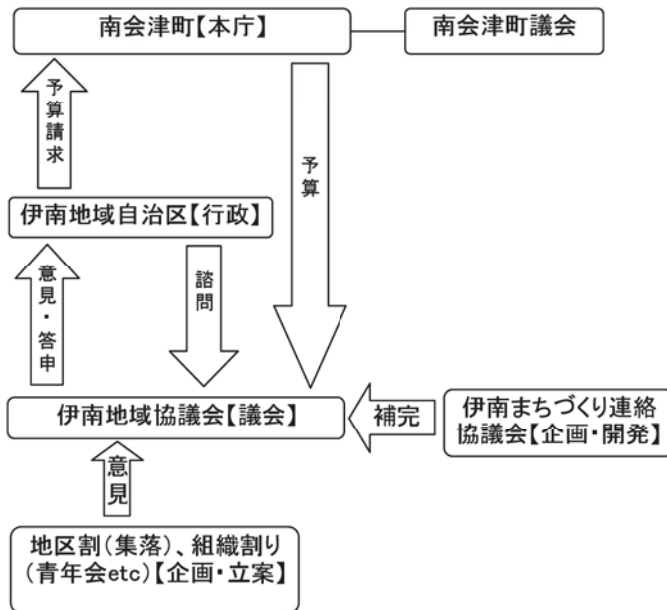 南会津町【本庁】
南会津町議会
予算請求
予算
伊南地域自治区【行政】
意見・答申
諮問
伊南地域協議会【議会】
補完
伊南まちづくり連絡
協議会【企画・開発】
意見
地区割(集落)、組織割り
(青年会etc)【企画・立案】